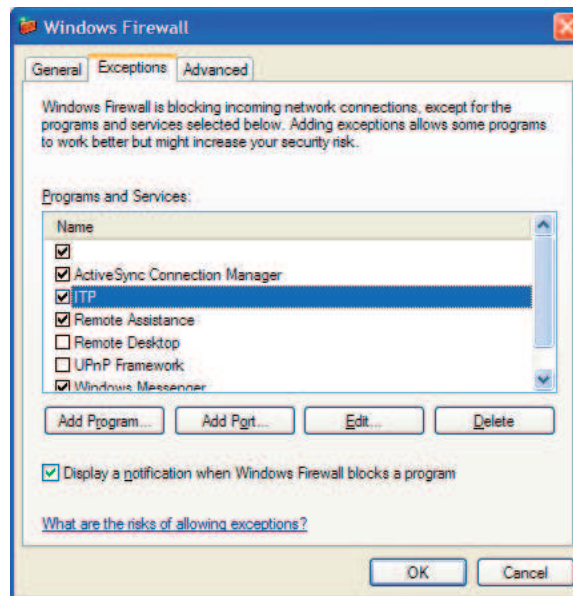 Windows Firewall
General
Exceptions
Advanced
Windows Firewall is blocking incoming network connections, except for the
programs and services selected below. Adding exceptions allows some programs
to work better but might increase your security risk.
Programs and Services:
Name
ActiveSync Connection Manager
ITP
Remote Assistance
Remote Desktop
UPnP Framework
Windows Messenger
Add Program...
Add Port...
Edit...
Delete
Display a notification when Windows Firewall blocks a program
What are the risks of allowing exceptions?
OK
Cancel